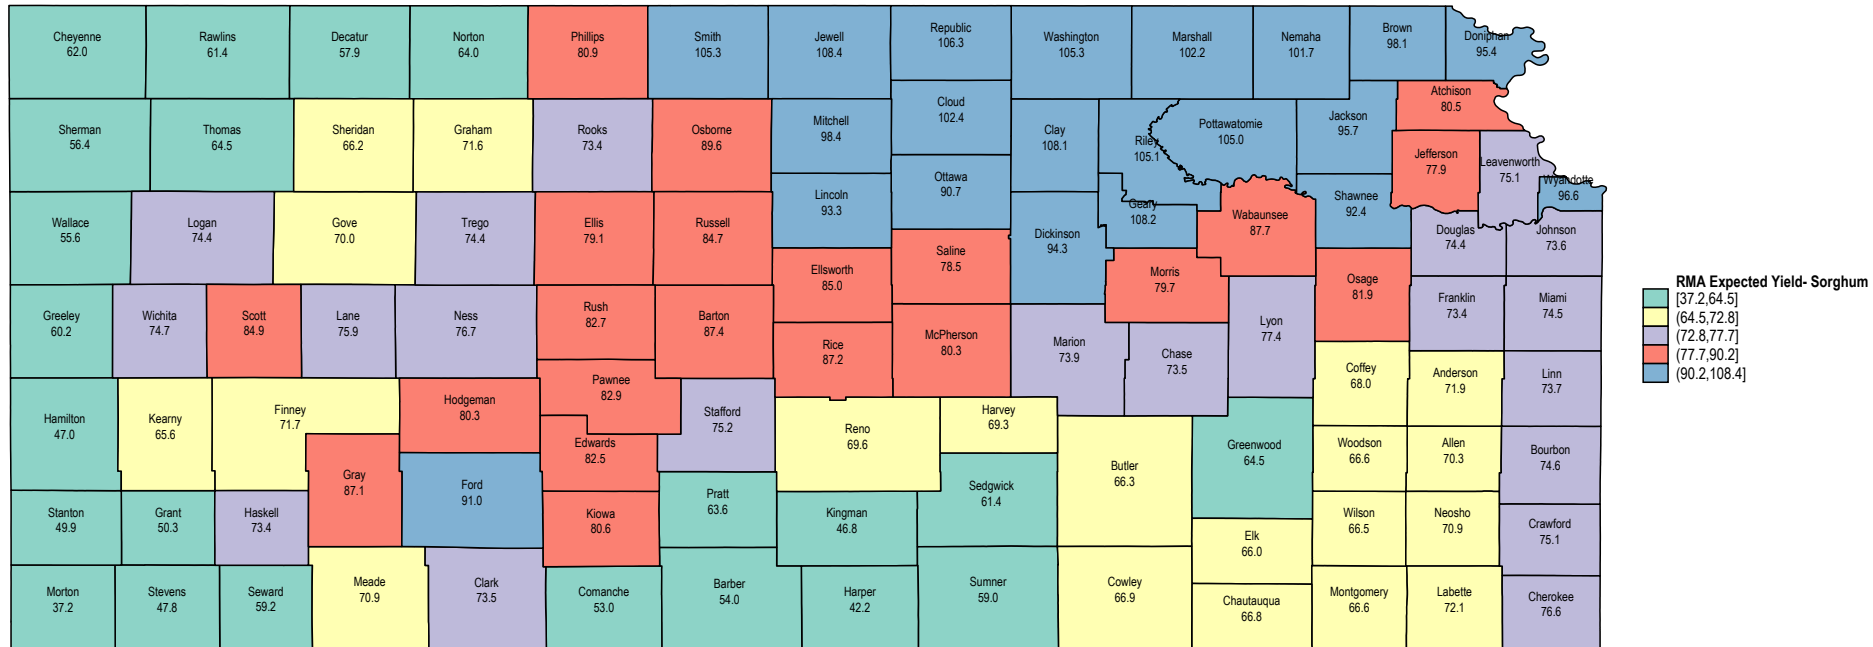 Cheyenne
62.0
Rawlins
61.4
Decatur
57.9
Norton
64.0
Phillips
80.9
Smith
105.3
Jewell
108.4
Republic
106.3
Washington
105.3
Marshall
102.2
Nemaha
101.7
Brown
98.1
Doniphan
95.4
Sherman
56.4
Thomas
64.5
Sheridan
66.2
Graham
71.6
Rooks
73.4
Osborne
89.6
Mitchell
98.4
Cloud
102.4
Clay
108.1
Riley
105.1
Pottawatomie
105.0
Jackson
95.7
Atchison
80.5
Jefferson
77.9
Leavenworth
75.1
Wyandotte
96.6
Wallace
55.6
Logan
74.4
Gove
70.0
Trego
74.4
Ellis
79.1
Russell
84.7
Lincoln
93.3
Ottawa
90.7
Dickinson
94.3
Geary
108.2
Wabaunsee
87.7
Shawnee
92.4
Douglas
74.4
Johnson
73.6
Ellsworth
85.0
Saline
78.5
Morris
79.7
Osage
81.9
Greeley
60.2
Wichita
74.7
Scott
84.9
Lane
75.9
Ness
76.7
Rush
82.7
Barton
87.4
Rice
87.2
McPherson
80.3
Marion
73.9
Chase
73.5
Lyon
77.4
Franklin
73.4
Miami
74.5
Hamilton
47.0
Kearny
65.6
Finney
71.7
Hodgeman
80.3
Pawnee
82.9
Stafford
75.2
Reno
69.6
Harvey
69.3
Coffey
68.0
Anderson
71.9
Linn
73.7
Gray
87.1
Ford
91.0
Edwards
82.5
Pratt
63.6
Kingman
46.8
Sedgwick
61.4
Butler
66.3
Greenwood
64.5
Woodson
66.6
Allen
70.3
Bourbon
74.6
Stanton
49.9
Grant
50.3
Haskell
73.4
Kiowa
80.6
Elk
66.0
Wilson
66.5
Neosho
70.9
Crawford
75.1
Morton
37.2
Stevens
47.8
Seward
59.2
Meade
70.9
Clark
73.5
Comanche
53.0
Barber
54.0
Harper
42.2
Sumner
59.0
Cowley
66.9
Chautauqua
66.8
Montgomery
66.6
Labette
72.1
Cherokee
76.6
RMA Expected Yield- Sorghum
[37.2,64.5]
(64.5,72.8]
(72.8,77.7]
(77.7,90.2]
(90.2,108.4]